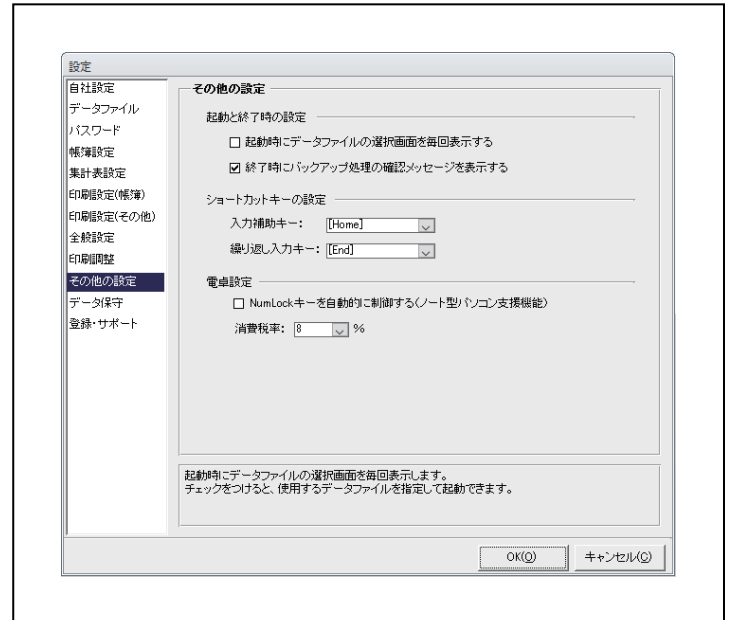 設定
自社設定
データファイル
パスワード
帳簿設定
集計表設定
印刷設定(帳簿)
印刷設定(その他)
全般設定
印刷調整
その他の設定
データ保守
登録・サポート
その他の設定
起動と終了時の設定
起動時にデータファイルの選択画面を毎回表示する
終了時にバックアップ処理の確認メッセージを表示する
ショートカットキーの設定
入力補助キー: [Home]
繰り返し入力キー: [End]
電卓設定
NumLockキーを自動的に制御する(ノート型パソコン支援機能)
消費税率: 8 %
起動時にデータファイルの選択画面を毎回表示します。
チェックをつけると、使用するデータファイルを指定して起動できます。
OK(O) キャンセル(C)